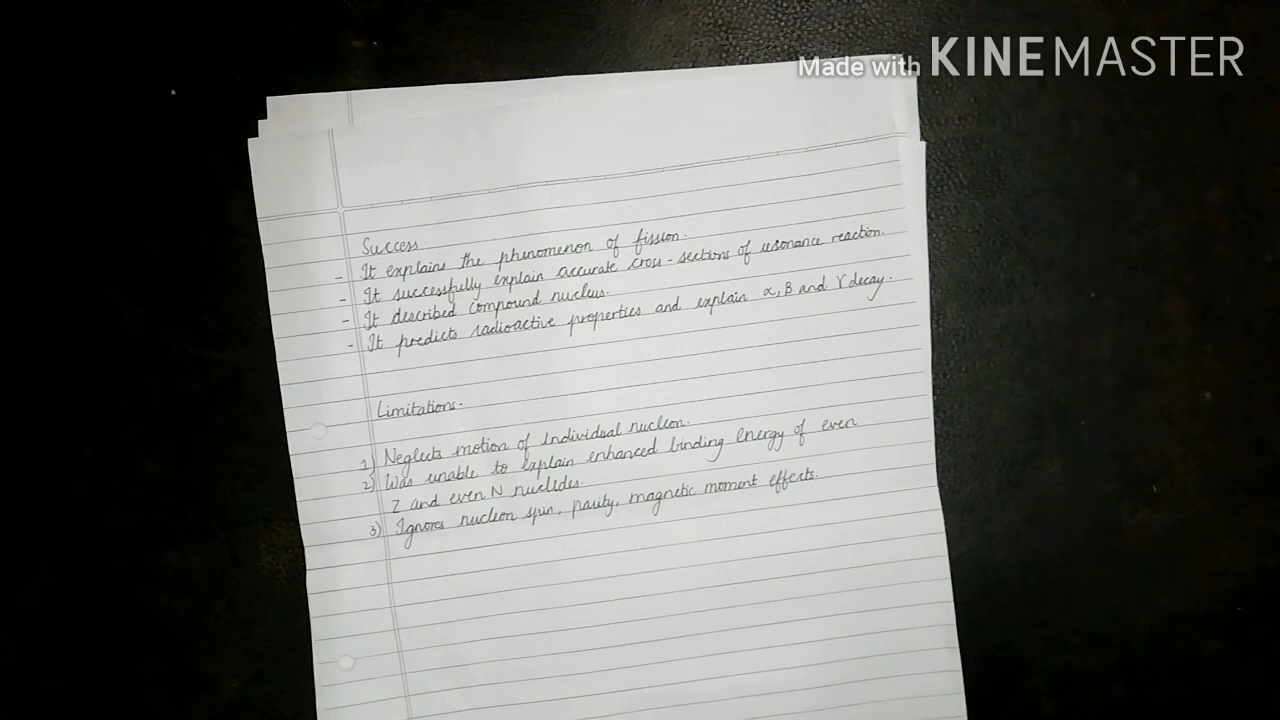 Made with KINEMASTER
Success
- It explains the phenomenon of fission.
- It successfully explain accurate cross-sections of resonance reaction.
- It described compound nucleus.
- It predicts radioactive properties and explain α, β and γ decay.
Limitations-
1) Neglects motion of individual nucleon.
2) Was unable to explain enhanced binding energy of even
Z and even N nuclides.
3) Ignores nucleon spin, parity, magnetic moment effects.